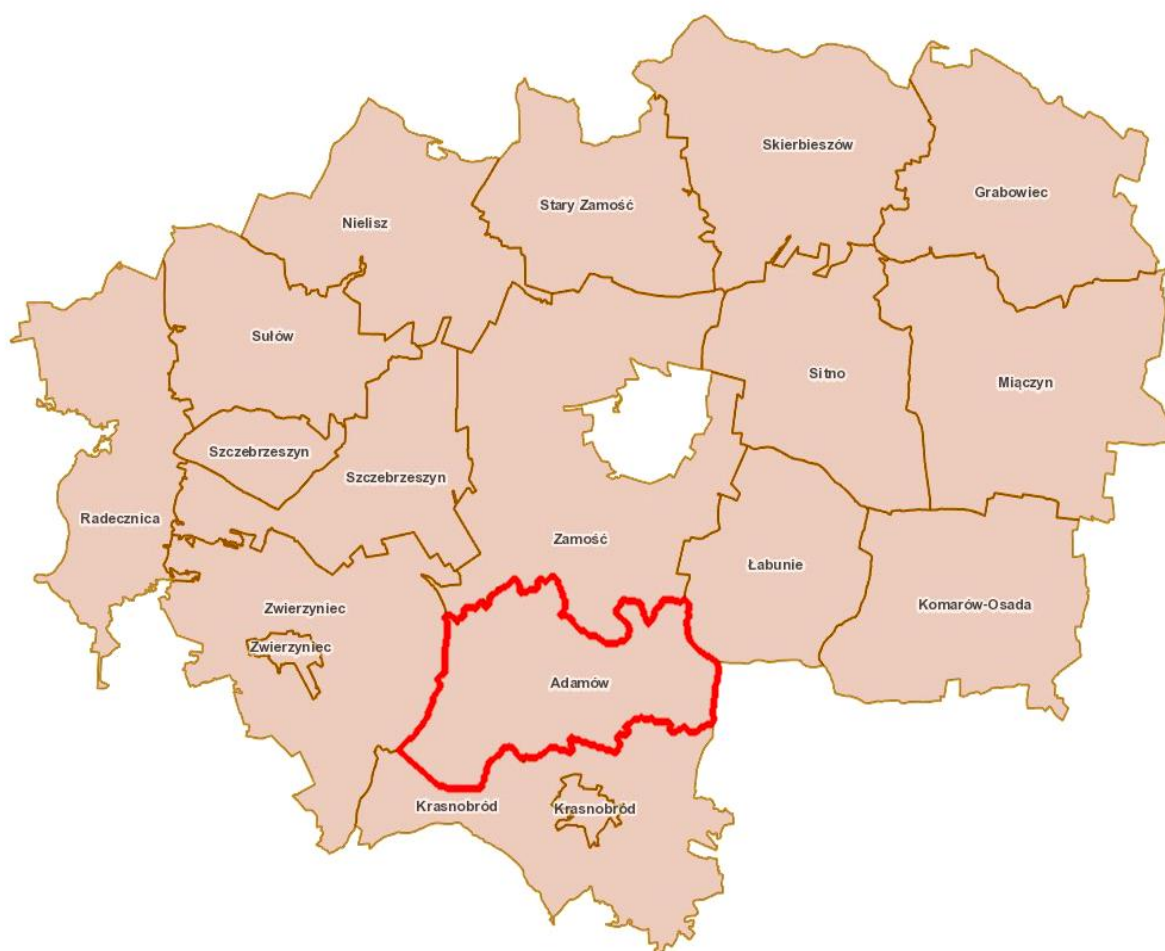 Skierbieszów
Grabowiec
Stary Zamość
Nielisz
Sułów
Sitno
Miączyn
Szczebrzeszyn
Szczebrzeszyn
Radecznica
Zamość
Łabunie
Komarów-Osada
Zwierzyniec
Zwierzyniec
Adamów
Krasnobród
Krasnobród